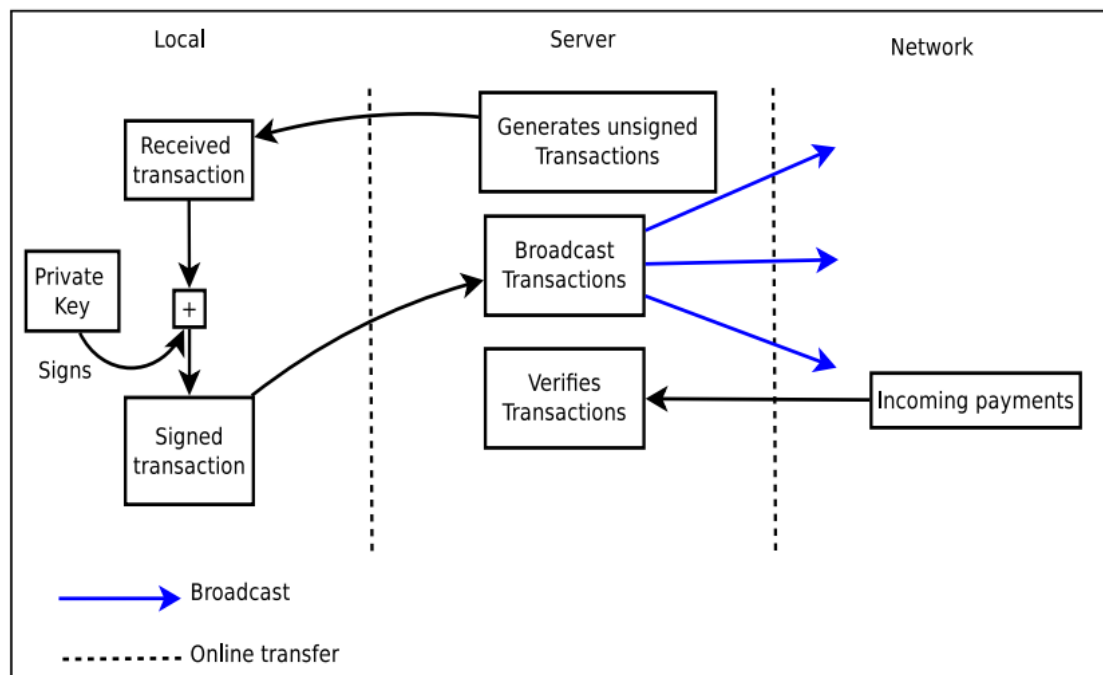 Local
Server
Network
Generates unsigned
Transactions
Received
transaction
Private
Key
+
Signs
Broadcast
Transactions
Signed
transaction
Verifies
Transactions
Incoming payments
Broadcast
Online transfer